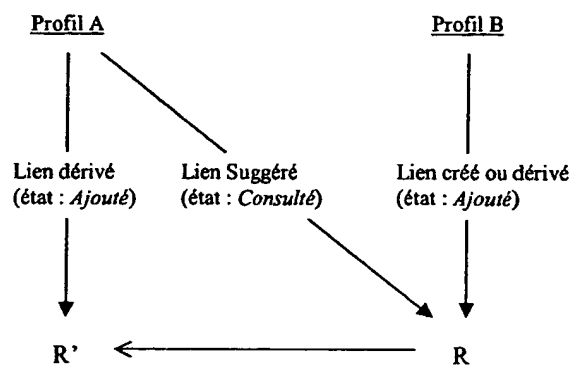 Profil A
Profil B
Lien dérivé
(état : Ajouté)
Lien Suggéré
(état : Consulté)
Lien créé ou dérivé
(état : Ajouté)
R'
R